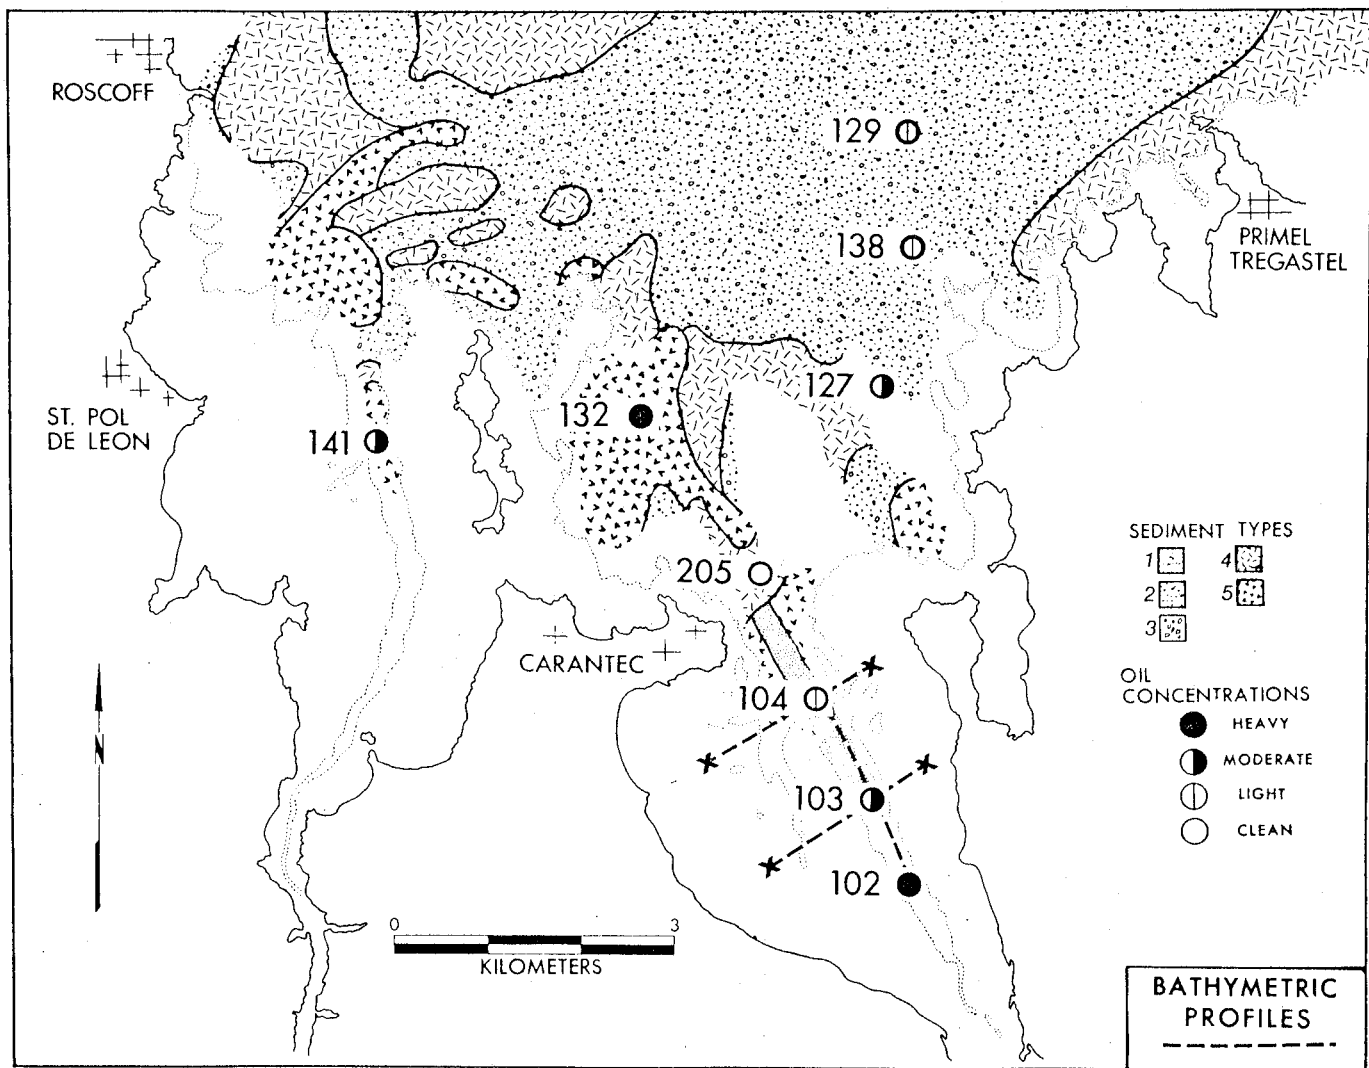 ROSCOFF
129
138
PRIMEL
TREGASTEL
127
ST. POL
DE LEON
132
141
SEDIMENT TYPES
1 4
2 5
3
205
CARANTEC
OIL
CONCENTRATIONS
HEAVY
MODERATE
LIGHT
CLEAN
104
N
103
102
0 3
KILOMETERS
BATHYMETRIC
PROFILES